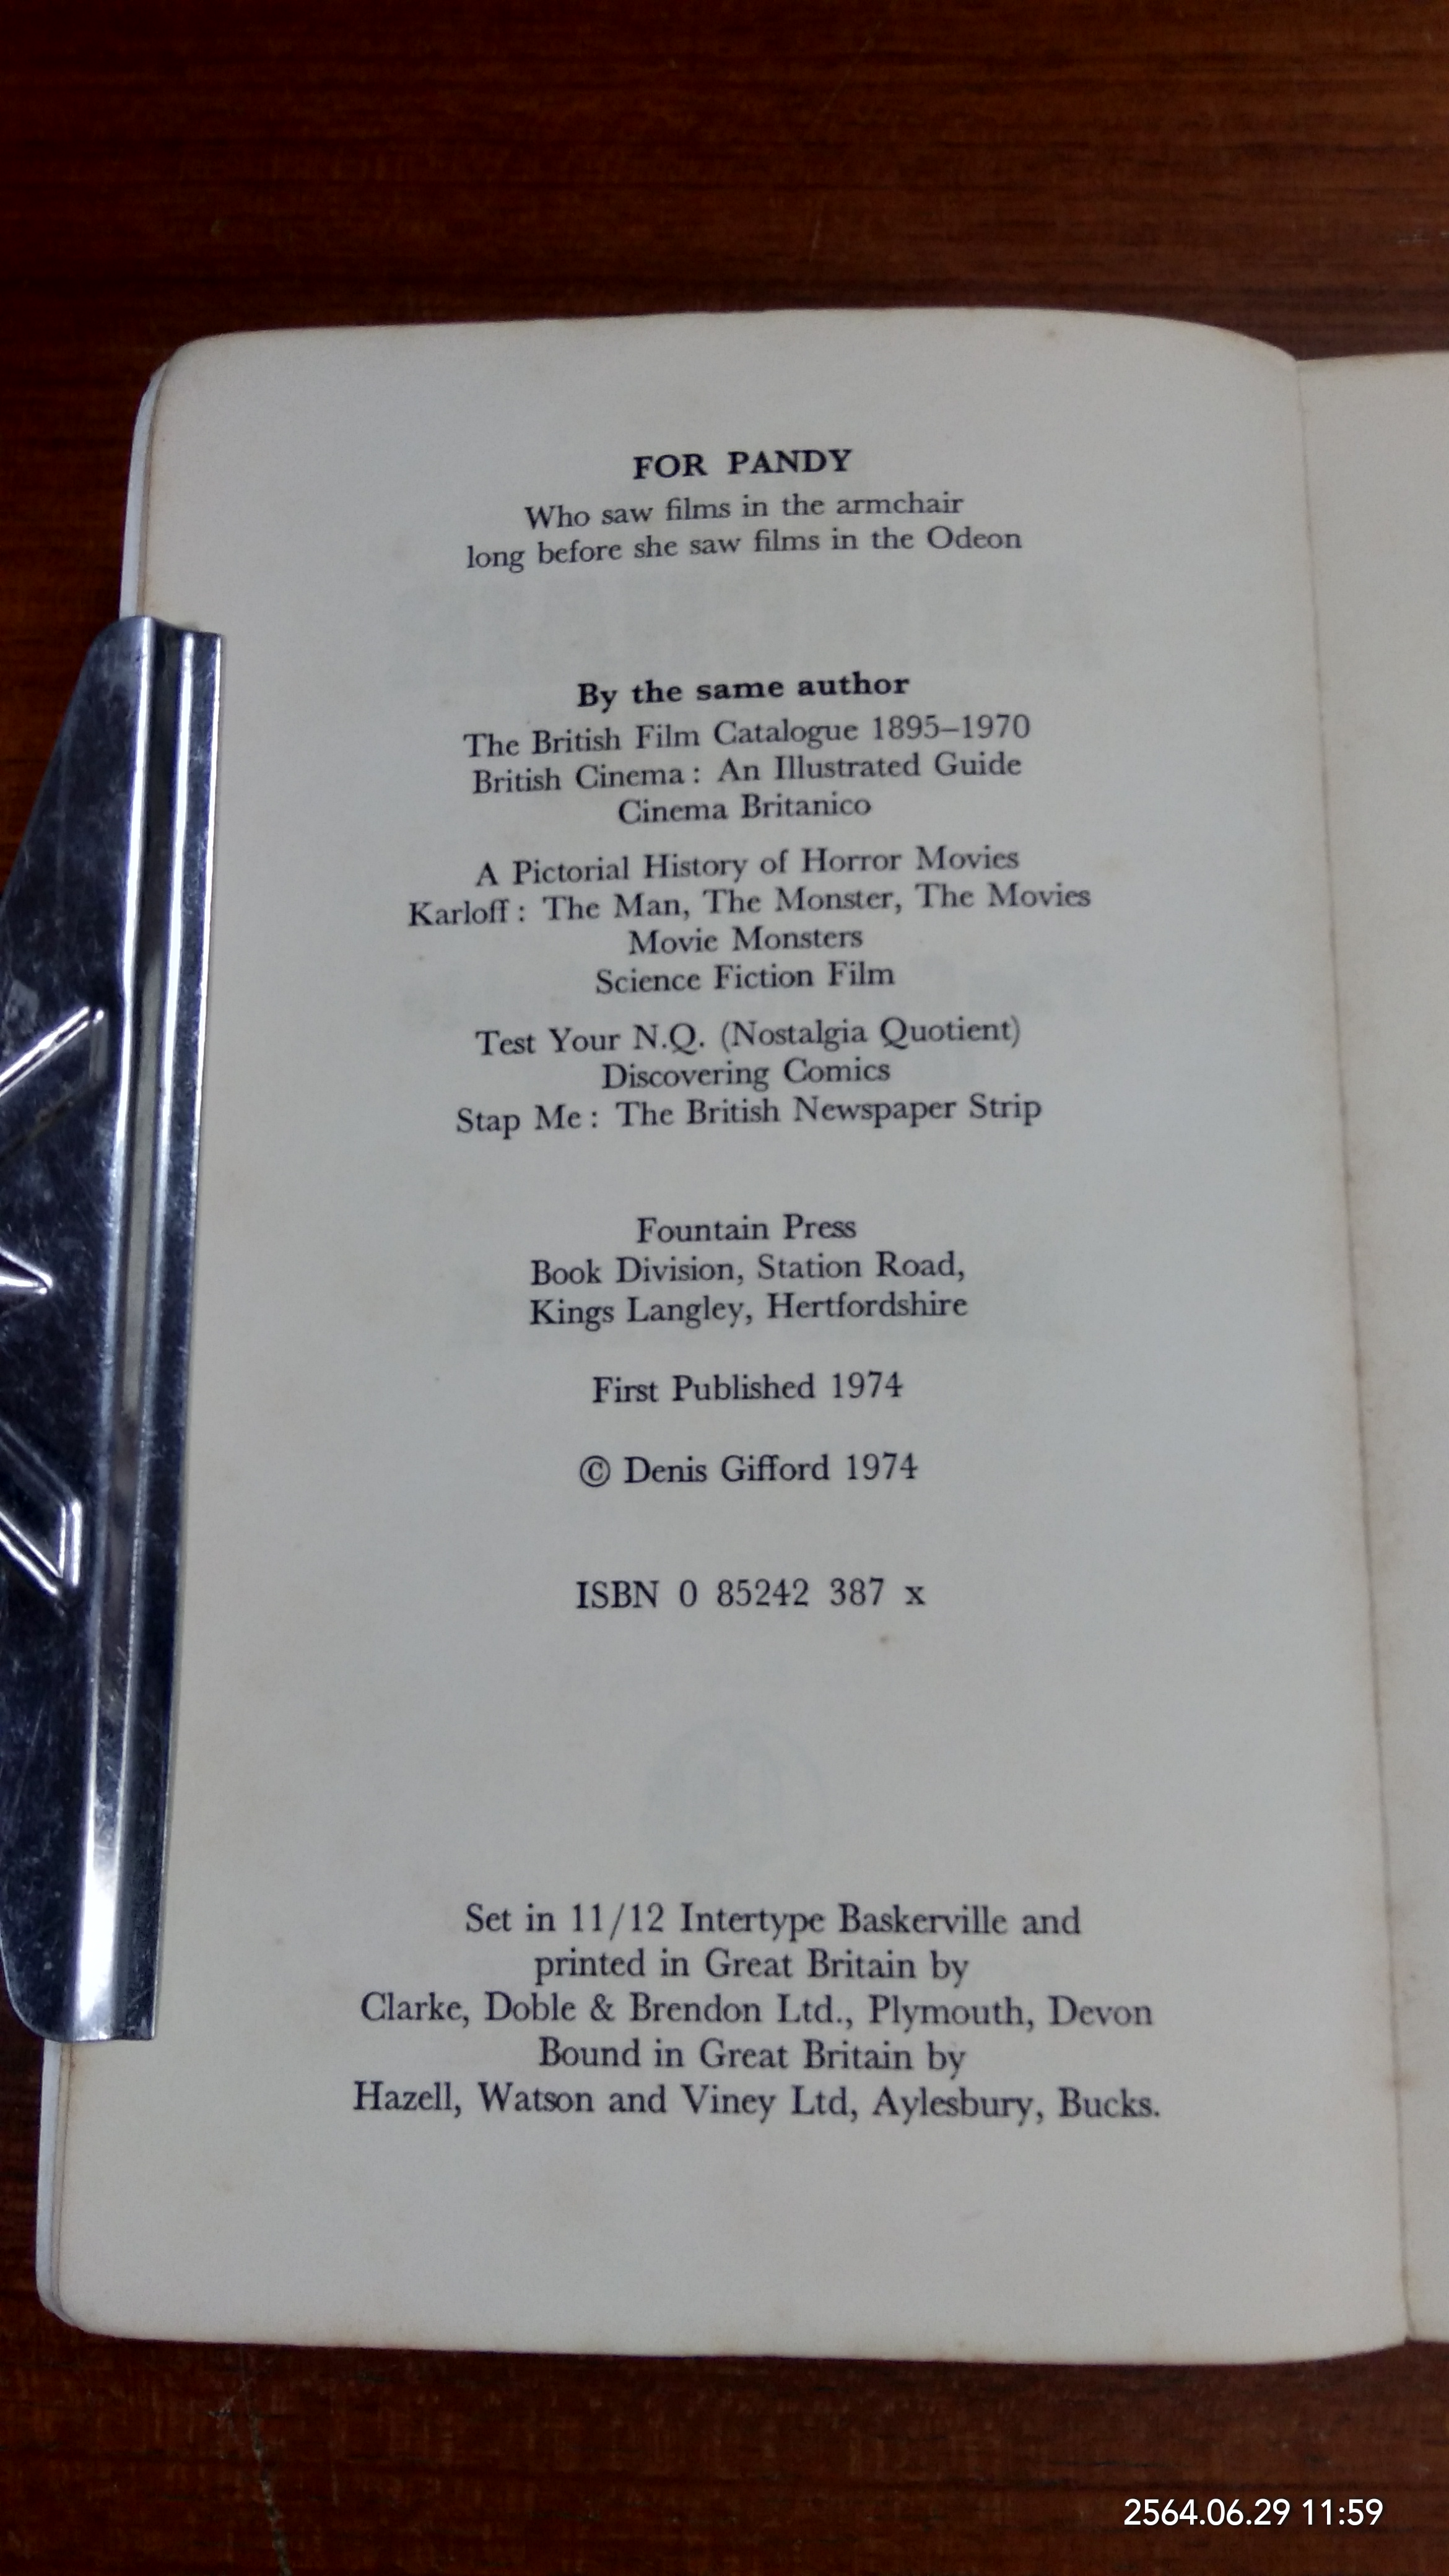 FOR PANDY
Who saw films in the armchair
long before she saw films in the Odeon
By the same author
The British Film Catalogue 1895–1970
British Cinema: An Illustrated Guide
Cinema Britanico
A Pictorial History of Horror Movies
Karloff: The Man, The Monster, The Movies
Movie Monsters
Science Fiction Film
Test Your N.Q. (Nostalgia Quotient)
Discovering Comics
Stap Me: The British Newspaper Strip
Fountain Press
Book Division, Station Road,
Kings Langley, Hertfordshire
First Published 1974
© Denis Gifford 1974
ISBN 0 85242 387 x
Set in 11/12 Intertype Baskerville and
printed in Great Britain by
Clarke, Doble & Brendon Ltd., Plymouth, Devon
Bound in Great Britain by
Hazell, Watson and Viney Ltd, Aylesbury, Bucks.
2564.06.29 11:59